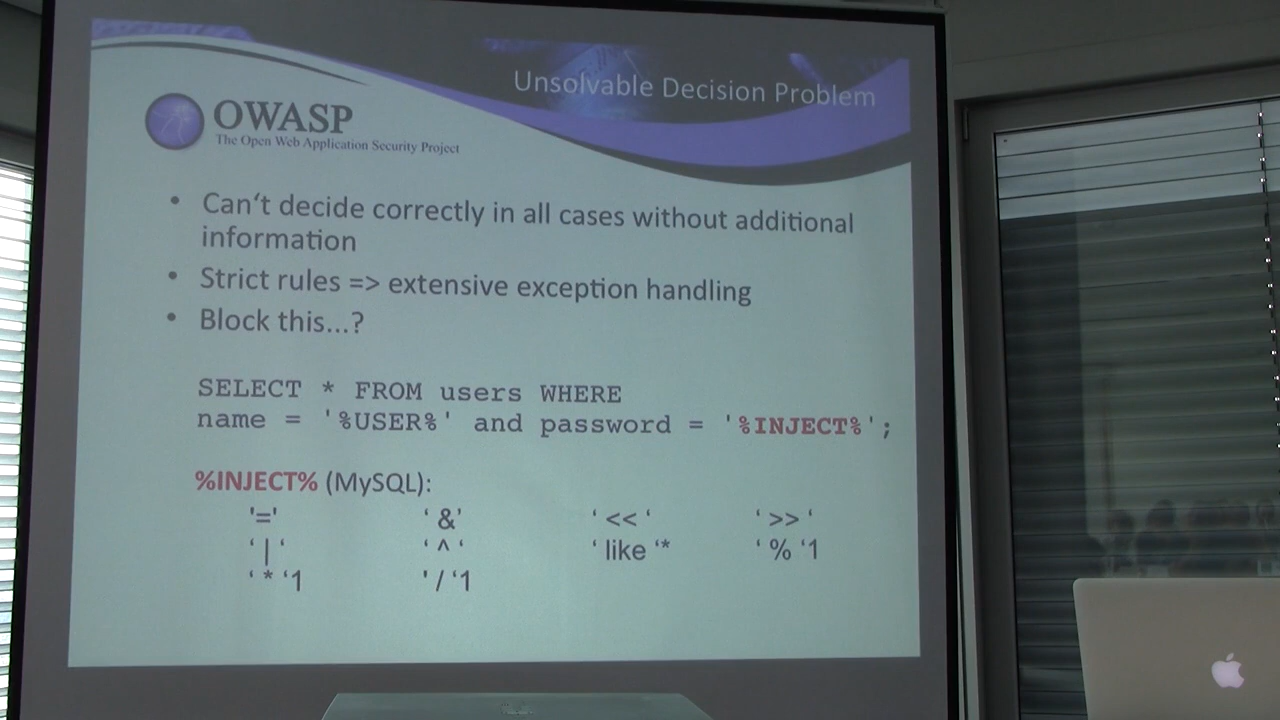 Unsolvable Decision Problem
OWASP
The Open Web Application Security Project
• Can‘t decide correctly in all cases without additional
information
• Strict rules => extensive exception handling
• Block this...?
SELECT * FROM users WHERE
name = '%USER%' and password = '%INJECT%';
%INJECT% (MySQL):
'=' ‘ &’ ‘ << ‘ ‘ >> ‘
‘ | ‘ ‘ ^ ‘ ‘ like ‘* ‘ % ‘1
‘ * ‘1 ' / ‘1